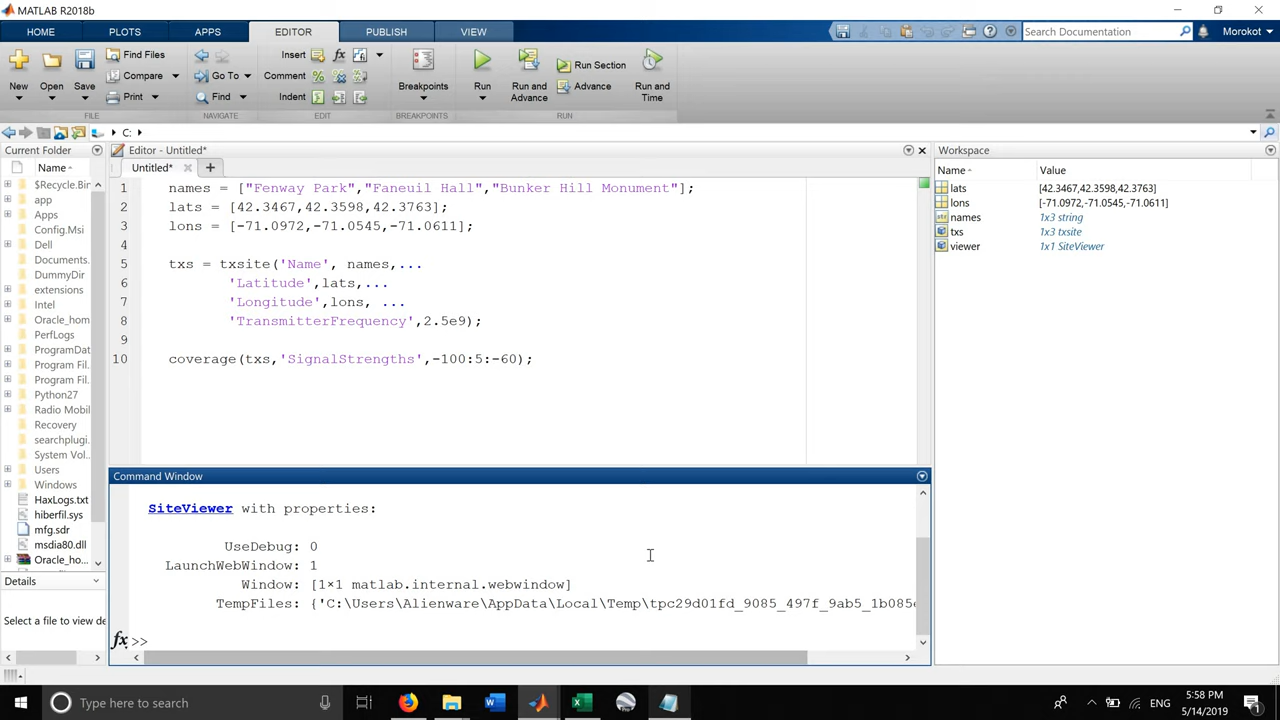 MATLAB R2018b
HOME PLOTS APPS EDITOR PUBLISH VIEW Search Documentation Morokot
New Open Save Find Files Compare Print Go To Find Insert Comment Indent Breakpoints Run Run and Advance Run Section Advance Run and Time
FILE NAVIGATE EDIT BREAKPOINTS RUN
C:
Current Folder
Name
$Recycle.Bin
app
Apps
Config.Msi
Dell
Documents.
DummyDir
extensions
Intel
Oracle_hom
PerfLogs
ProgramDat
Program Fil.
Program Fil.
Python27
Radio Mobil
Recovery
searchplugi.
System Vol.
Users
Windows
HaxLogs.txt
hiberfil.sys
mfg.sdr
msdia80.dll
Oracle_hom
Details
Select a file to view de
Editor - Untitled*
Untitled*
1 names = ["Fenway Park","Faneuil Hall","Bunker Hill Monument"];
2 lats = [42.3467,42.3598,42.3763];
3 lons = [-71.0972,-71.0545,-71.0611];
4
5 txs = txsite('Name', names,...
6 'Latitude',lats,...
7 'Longitude',lons, ...
8 'TransmitterFrequency',2.5e9);
9
10 coverage(txs,'SignalStrengths',-100:5:-60);
Command Window
SiteViewer with properties:
UseDebug: 0
LaunchWebWindow: 1
Window: [1×1 matlab.internal.webwindow]
TempFiles: {'C:\Users\Alienware\AppData\Local\Temp\tpc29d01fd_9085_497f_9ab5_1b085e
fx >>
Workspace
Name Value
lats [42.3467,42.3598,42.3763]
lons [-71.0972,-71.0545,-71.0611]
names 1x3 string
txs 1x3 txsite
viewer 1x1 SiteViewer
Type here to search
ENG
5:58 PM
5/14/2019
1